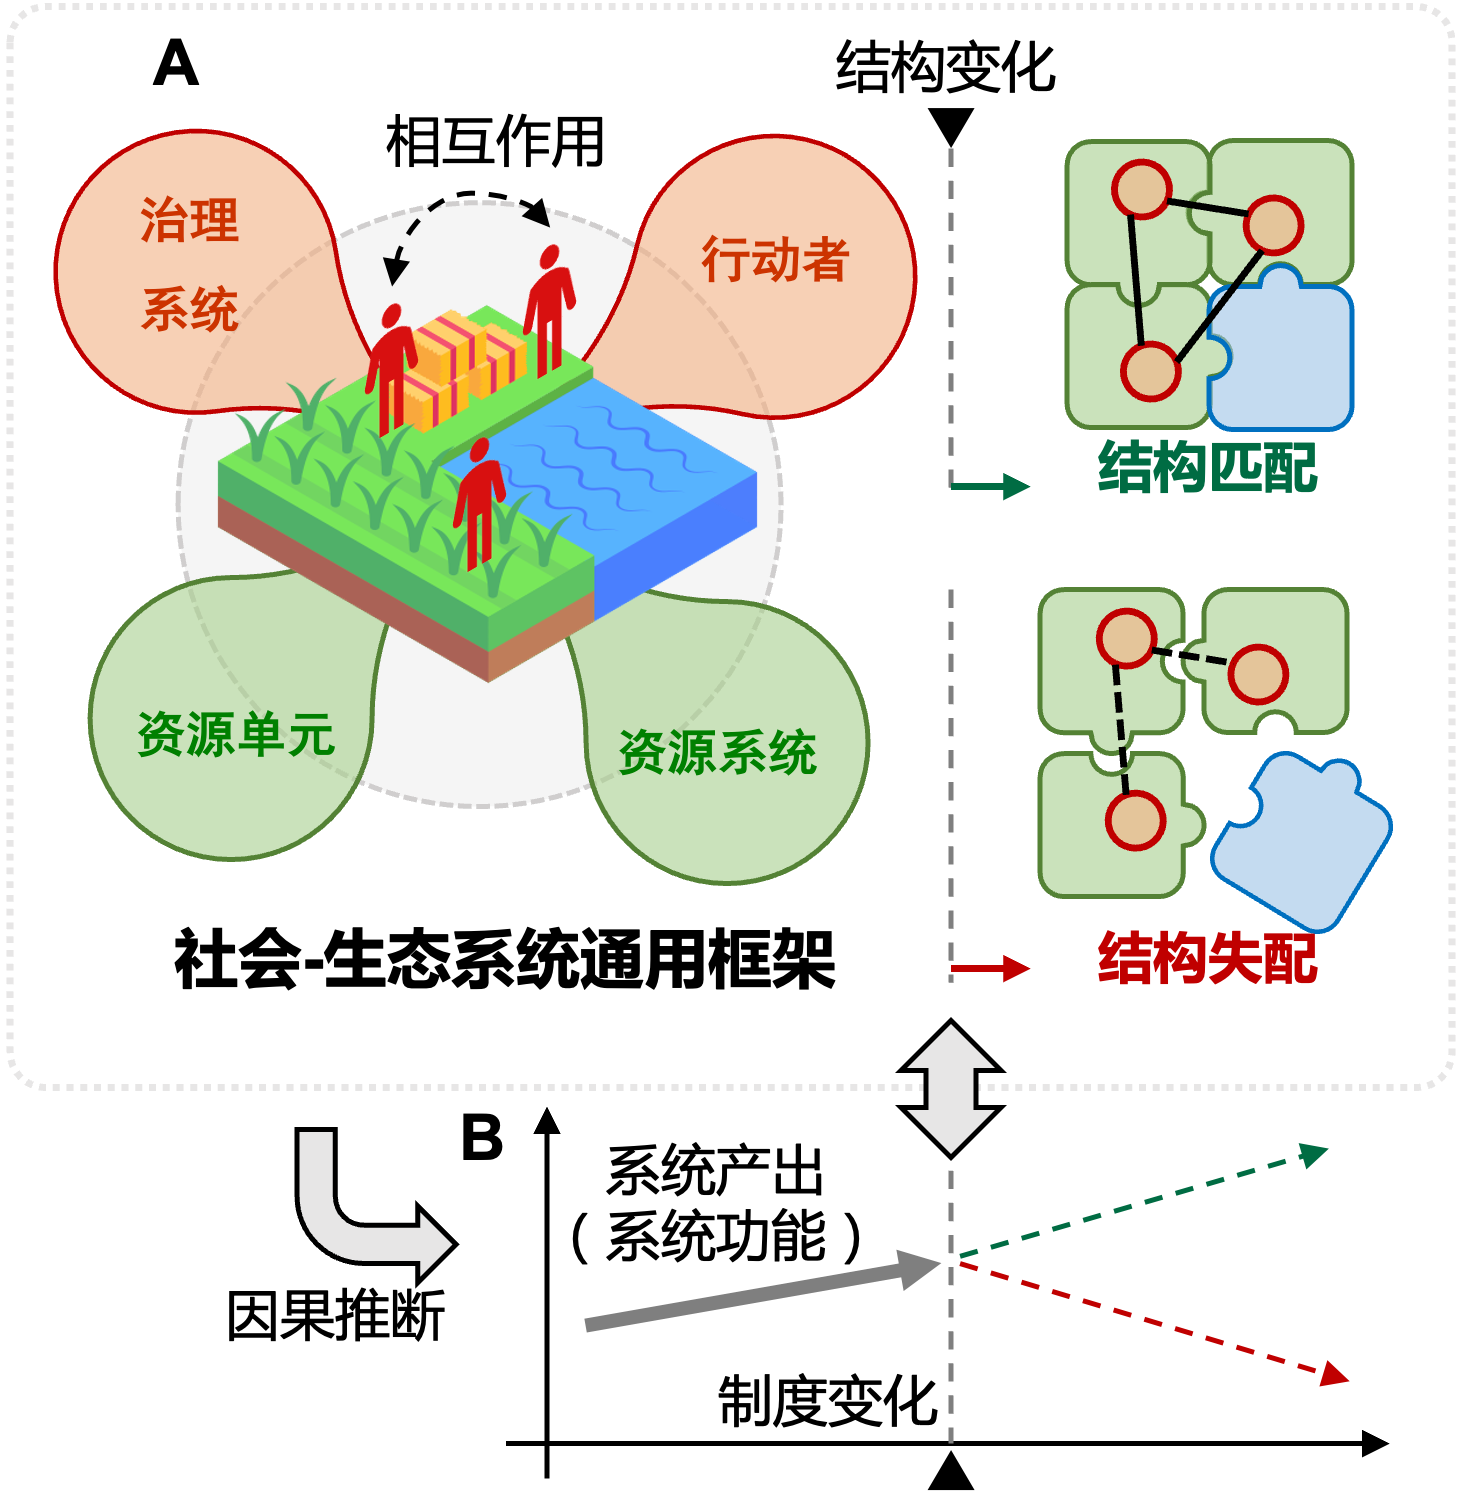 A
结构变化
相互作用
治理
系统
行动者
结构匹配
资源单元
资源系统
社会-生态系统通用框架
结构失配
B
系统产出
（系统功能）
因果推断
制度变化